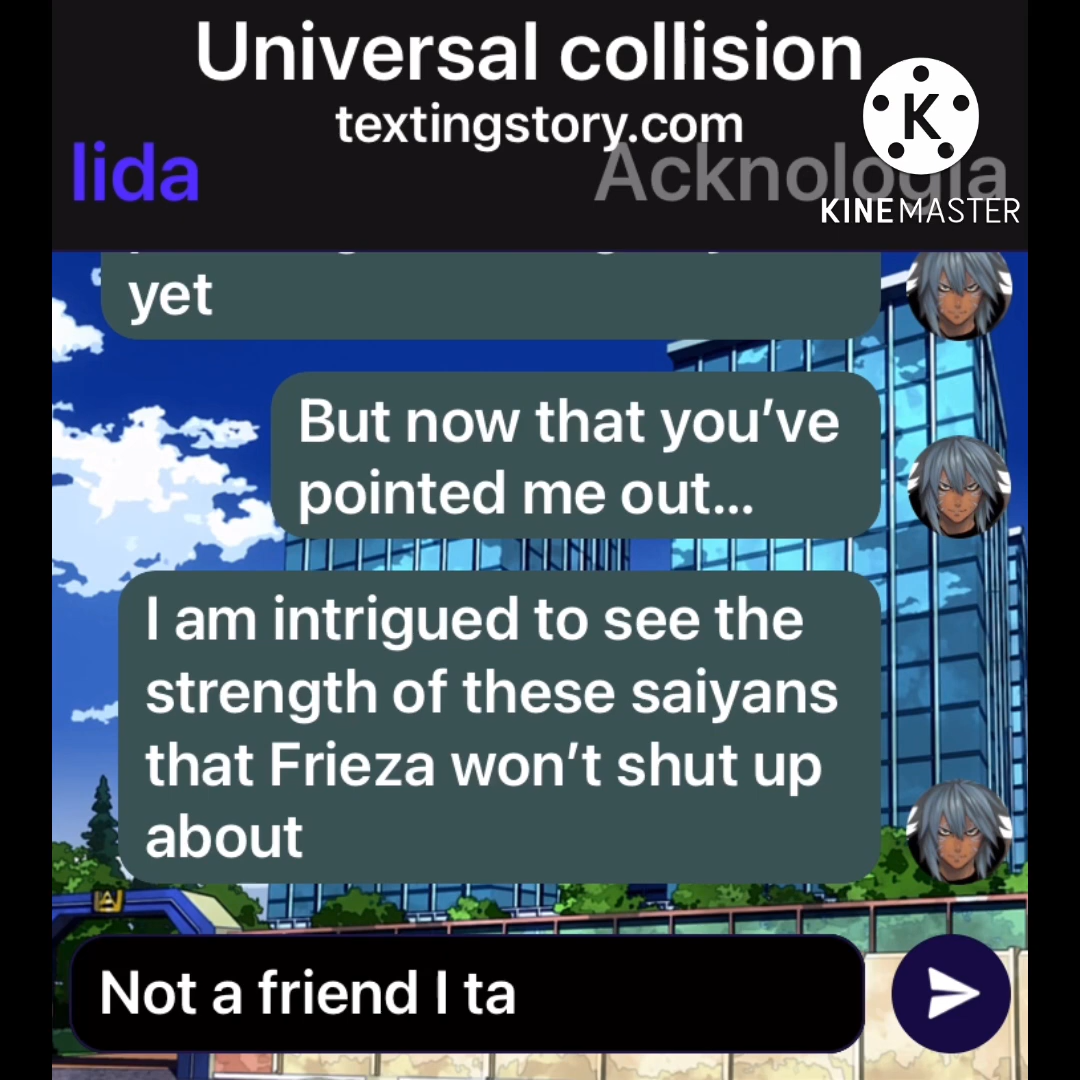 Universal collision
textingstory.com
Iida
Acknologia
K
KINEMASTER
yet
But now that you’ve
pointed me out...
I am intrigued to see the
strength of these saiyans
that Frieza won’t shut up
about
Not a friend I ta